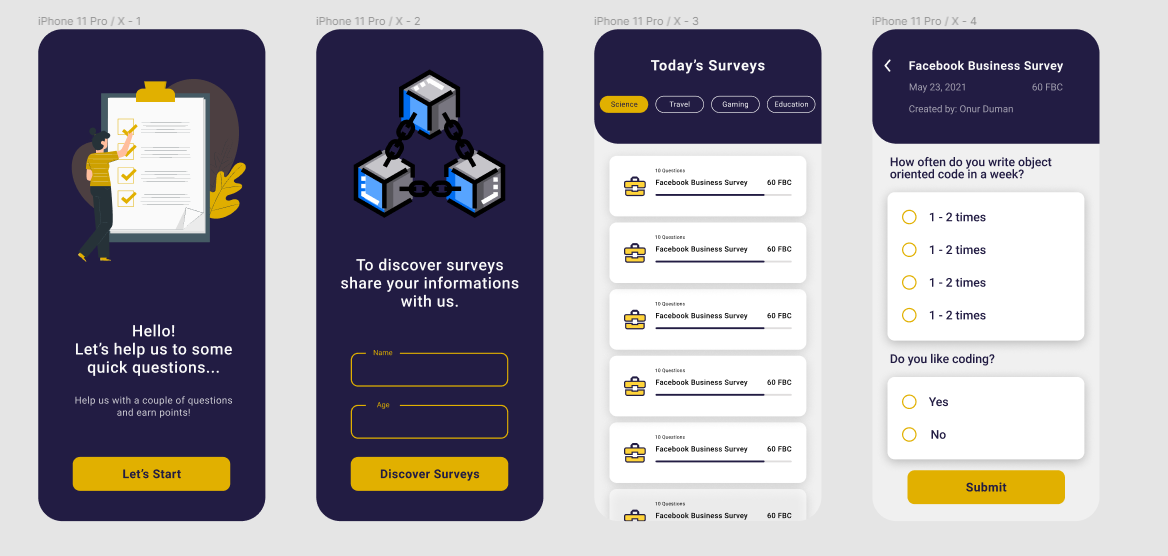 iPhone 11 Pro / X - 1
Hello!
Let's help us to some
quick questions...
Help us with a couple of questions
and earn points!
Let's Start
iPhone 11 Pro / X - 2
To discover surveys
share your informations
with us.
Name
Age
Discover Surveys
iPhone 11 Pro / X - 3
Today's Surveys
Science Travel Gaming Education
10 Questions
Facebook Business Survey 60 FBC
10 Questions
Facebook Business Survey 60 FBC
10 Questions
Facebook Business Survey 60 FBC
10 Questions
Facebook Business Survey 60 FBC
10 Questions
Facebook Business Survey 60 FBC
10 Questions
Facebook Business Survey 60 FBC
iPhone 11 Pro / X - 4
Facebook Business Survey
May 23, 2021 60 FBC
Created by: Onur Duman
How often do you write object
oriented code in a week?
1 - 2 times
1 - 2 times
1 - 2 times
1 - 2 times
Do you like coding?
Yes
No
Submit